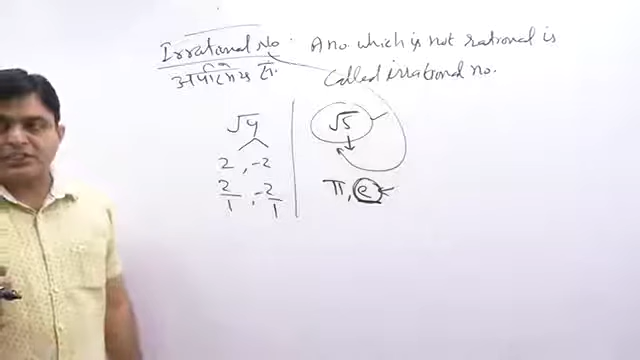 Irrational No. A no. which is not rational is
अपरिमेय सं. called irrational no.
√4 √5
2, -2
2/1, -2/1 π, e